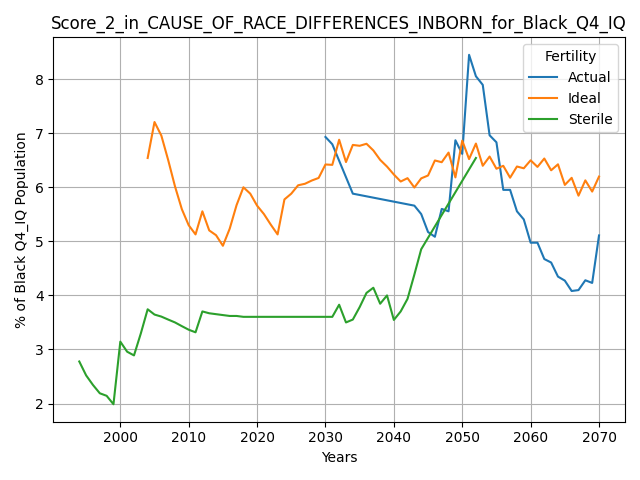 Score_2_in_CAUSE_OF_RACE_DIFFERENCES_INBORN_for_Black_Q4_IQ
Fertility
Actual
Ideal
Sterile
% of Black Q4_IQ Population
8
7
6
5
4
3
2
2000 2010 2020 2030 2040 2050 2060 2070
Years